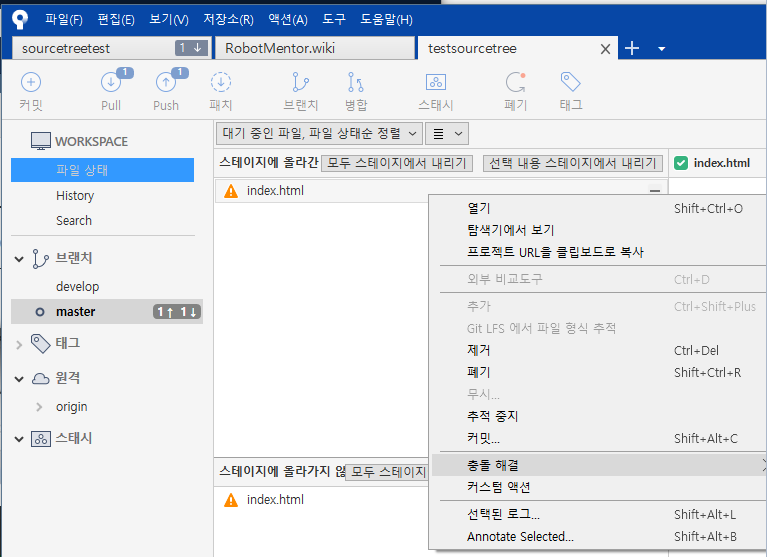 파일(F) 편집(E) 보기(V) 저장소(R) 액션(A) 도구 도움말(H)
sourcetreetest 1 ↓ RobotMentor.wiki testsourcetree
1 1
커밋 Pull Push 패치 브랜치 병합 스태시 폐기 태그
WORKSPACE
파일 상태
History
Search
브랜치
develop
master 1↑ 1↓
태그
원격
origin
스태시
대기 중인 파일, 파일 상태순 정렬
스테이지에 올라간 모두 스테이지에서 내리기 선택 내용 스테이지에서 내리기
index.html
index.html
열기 Shift+Ctrl+O
탐색기에서 보기
프로젝트 URL을 클립보드로 복사
외부 비교도구 Ctrl+D
추가 Ctrl+Shift+Plus
Git LFS 에서 파일 형식 추적
제거 Ctrl+Del
폐기 Shift+Ctrl+R
무시...
추적 중지
커밋... Shift+Alt+C
충돌 해결
커스텀 액션
선택된 로그... Shift+Alt+L
Annotate Selected... Shift+Alt+B
스테이지에 올라가지 않 모두 스테이지
index.html